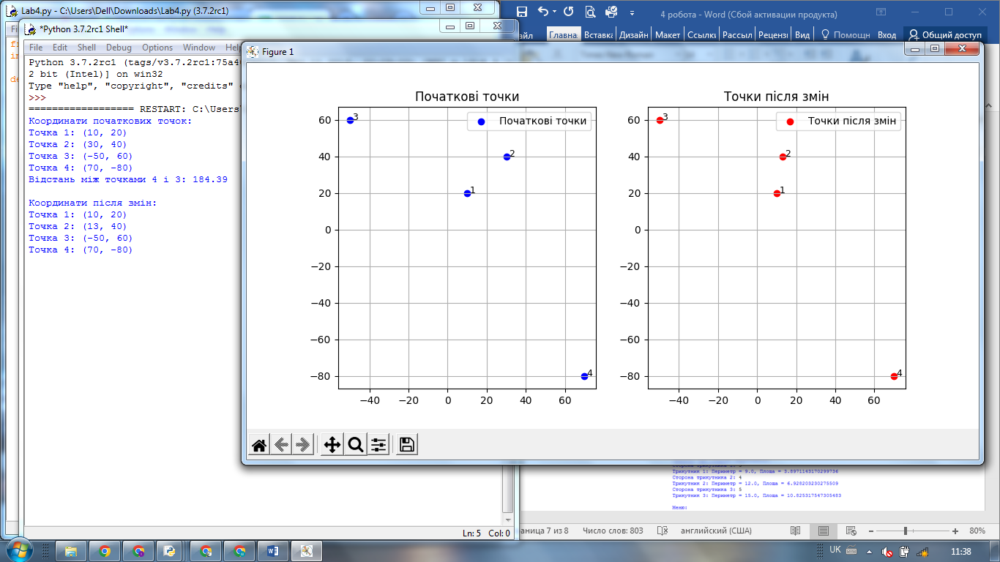 Lab4.py - C:\Users\Dell\Downloads\Lab4.py (3.7.2rc1)
*Python 3.7.2rc1 Shell*
File Edit Shell Debug Options Window Help
Python 3.7.2rc1 (tags/v3.7.2rc1:75a4
2 bit (Intel)] on win32
Type "help", "copyright", "credits"
>>>
================== RESTART: C:\Users
Координати початкових точок:
Точка 1: (10, 20)
Точка 2: (30, 40)
Точка 3: (-50, 60)
Точка 4: (70, -80)
Відстань між точками 4 і 3: 184.39
Координати після змін:
Точка 1: (10, 20)
Точка 2: (13, 40)
Точка 3: (-50, 60)
Точка 4: (70, -80)
Ln: 5 Col: 0
4 робота - Word (Сбой активации продукта)
айл Главна Вставка Дизайн Макет Ссылкі Рассыл Рецензі Вид Помощн Вход Общий доступ
Figure 1
Початкові точки
Початкові точки
3
2
1
4
60
40
20
0
−20
−40
−60
−80
−40 −20 0 20 40 60
Точки після змін
Точки після змін
3
2
1
4
60
40
20
0
−20
−40
−60
−80
−40 −20 0 20 40 60
Трикутник 1: Периметр = 9.0, Площа = 3.8971143170299736
Сторона трикутника 2: 4
Трикутник 2: Периметр = 12.0, Площа = 6.928203230275509
Сторона трикутника 3: 5
Трикутник 3: Периметр = 15.0, Площа = 10.825317547305483
Меню:
аница 7 из 8 Число слов: 803 английский (США) 80%
UK 11:38